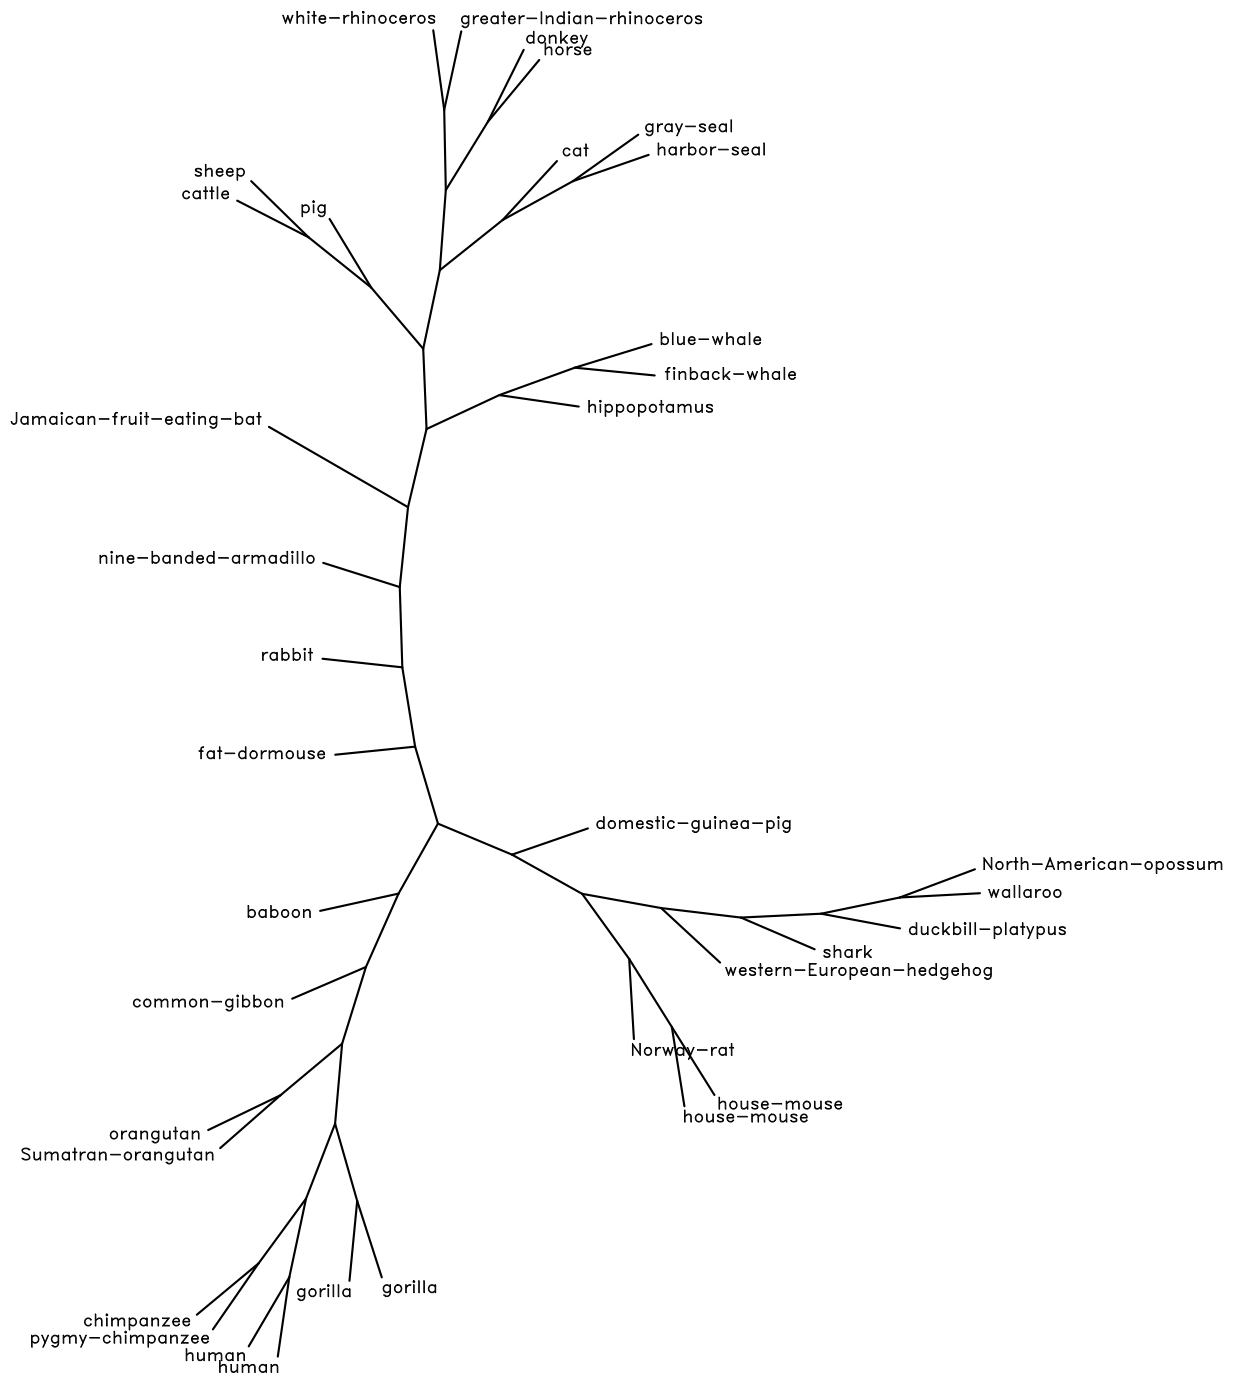 white-rhinoceros
greater-Indian-rhinoceros
donkey
horse
gray-seal
cat
harbor-seal
sheep
cattle
pig
blue-whale
finback-whale
hippopotamus
Jamaican-fruit-eating-bat
nine-banded-armadillo
rabbit
fat-dormouse
domestic-guinea-pig
North-American-opossum
wallaroo
baboon
duckbill-platypus
shark
western-European-hedgehog
common-gibbon
Norway-rat
house-mouse
house-mouse
orangutan
Sumatran-orangutan
gorilla
gorilla
chimpanzee
pygmy-chimpanzee
human
human